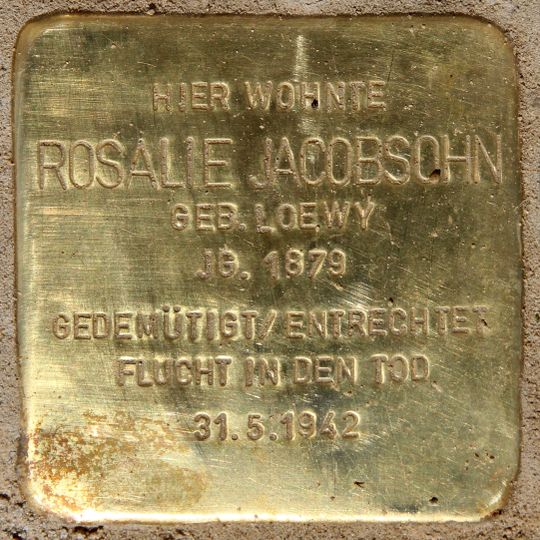 HIER WOHNTE
ROSALIE JACOBSOHN
GEB. LOEWY
JG. 1879
GEDEMÜTIGT/ENTRECHTET
FLUCHT IN DEN TOD
31.5.1942